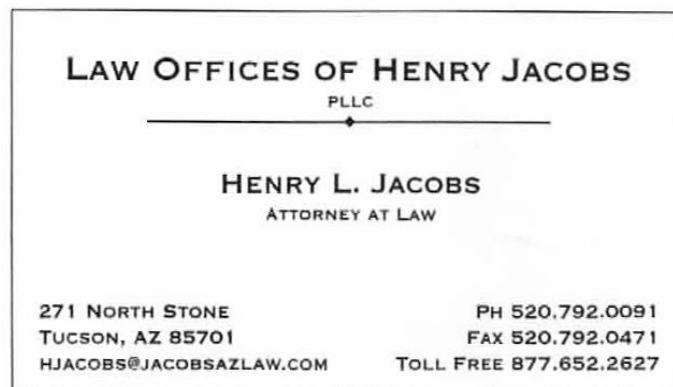 LAW OFFICES OF HENRY JACOBS
PLLC
HENRY L. JACOBS
ATTORNEY AT LAW
271 NORTH STONE
TUCSON, AZ 85701
HJACOBS@JACOBSAZLAW.COM
PH 520.792.0091
FAX 520.792.0471
TOLL FREE 877.652.2627